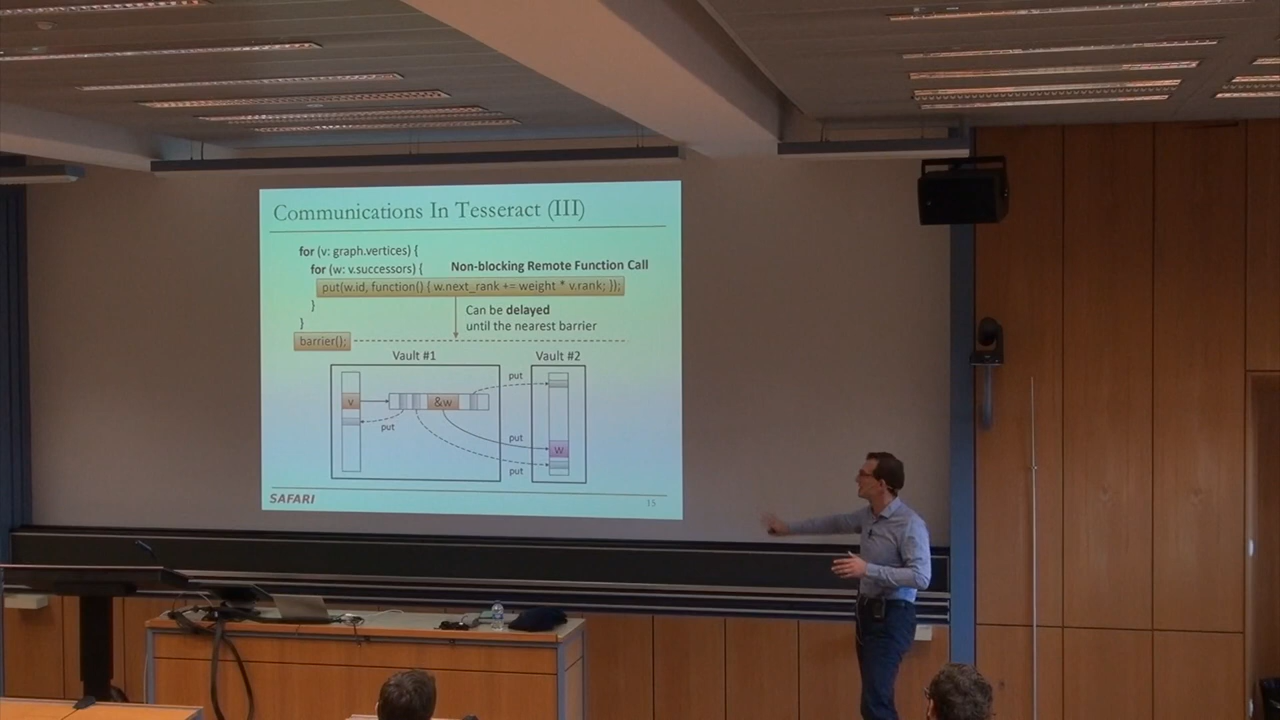 Communications In Tesseract (III)
for (v: graph.vertices) {
for (w: v.successors) {
Non-blocking Remote Function Call
put(w.id, function() { w.next_rank += weight * v.rank; });
}
Can be delayed
until the nearest barrier
}
barrier();
Vault #1
Vault #2
put
v
&w
put
put
w
put
SAFARI
15